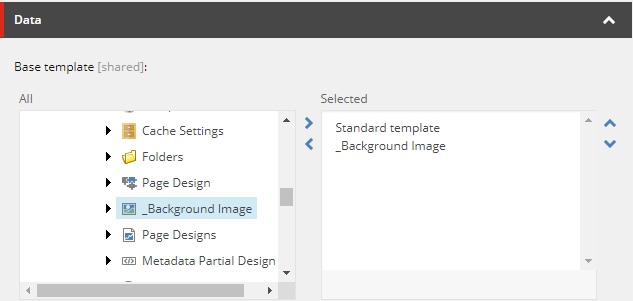 Data
Base template [shared]:
All
Selected
Cache Settings
Folders
Page Design
_Background Image
Page Designs
Metadata Partial Design
Standard template
_Background Image